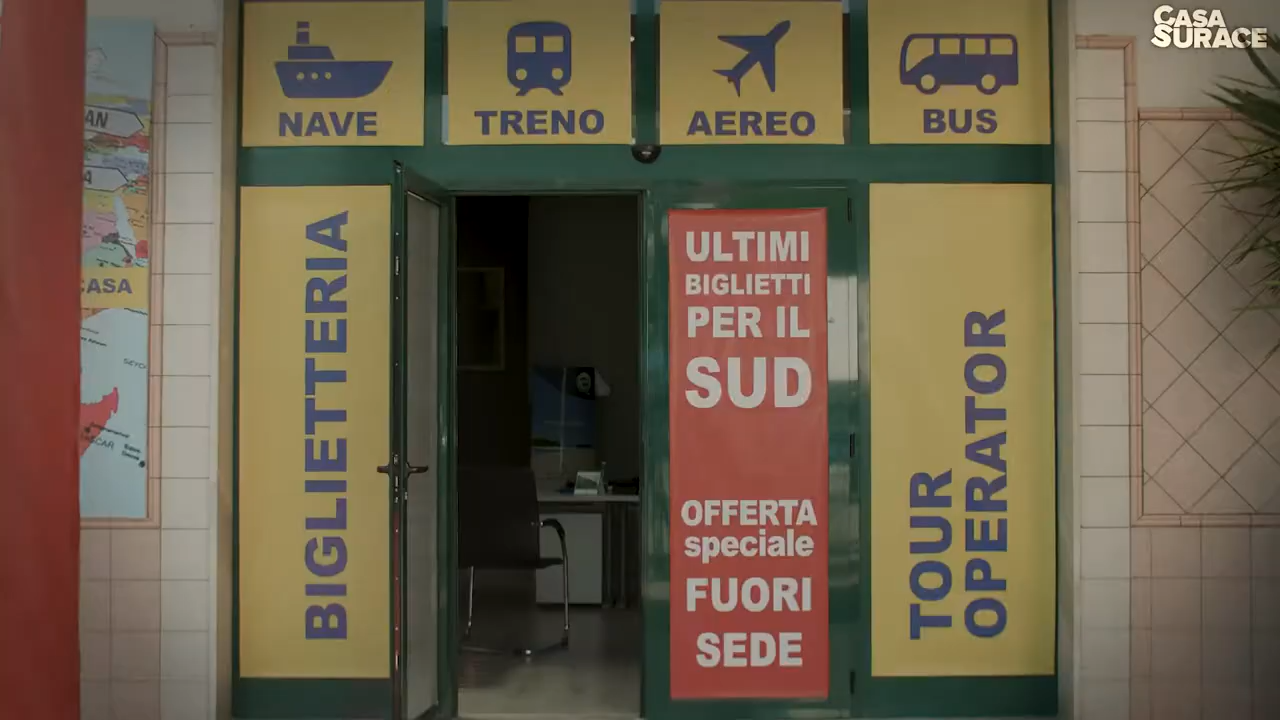 CASA
SURACE
NAVE
TRENO
AEREO
BUS
AN
A
CASA
BIGLIETTERIA
ULTIMI
BIGLIETTI
PER IL
SUD
OFFERTA
speciale
FUORI
SEDE
TOUR
OPERATOR